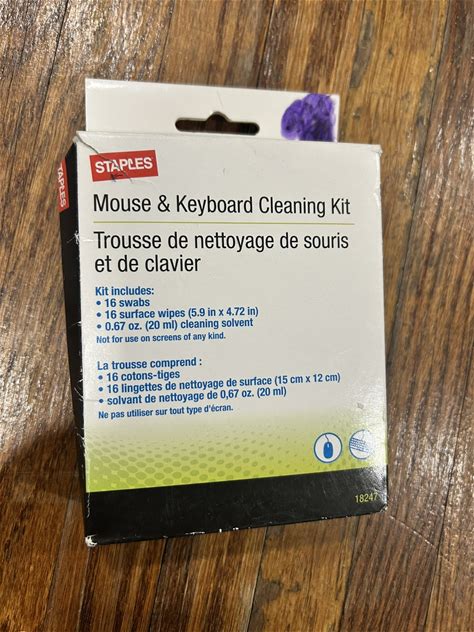 STAPLES
STAPLES
Mouse & Keyboard Cleaning Kit
Trousse de nettoyage de souris
et de clavier
Kit includes:
• 16 swabs
• 16 surface wipes (5.9 in x 4.72 in)
• 0.67 oz. (20 ml) cleaning solvent
Not for use on screens of any kind.
La trousse comprend :
• 16 cotons-tiges
• 16 lingettes de nettoyage de surface (15 cm x 12 cm)
• solvant de nettoyage de 0,67 oz. (20 ml)
Ne pas utiliser sur tout type d'écran.
18247